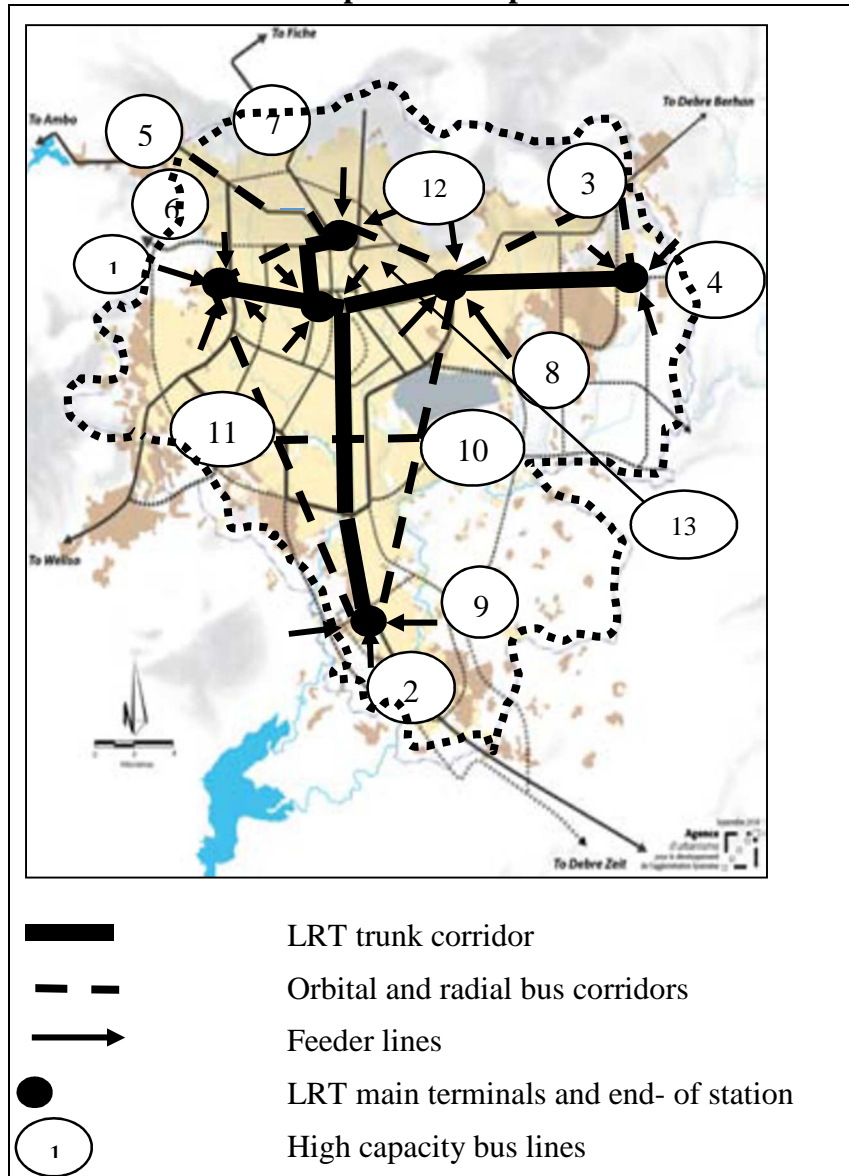 To Fiche
To Debre Berhan
To Ambo
5
7
12
3
6
1
4
8
11
10
13
To Weliso
9
2
Agence
d'urbanisme
To Debre Zeit
LRT trunk corridor
Orbital and radial bus corridors
Feeder lines
LRT main terminals and end- of station
1
High capacity bus lines